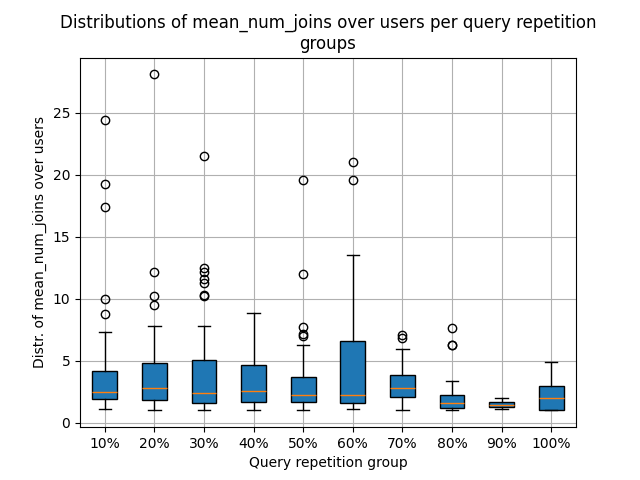 Distributions of mean_num_joins over users per query repetition
groups
Distr. of mean_num_joins over users
25
20
15
10
5
0
10% 20% 30% 40% 50% 60% 70% 80% 90% 100%
Query repetition group